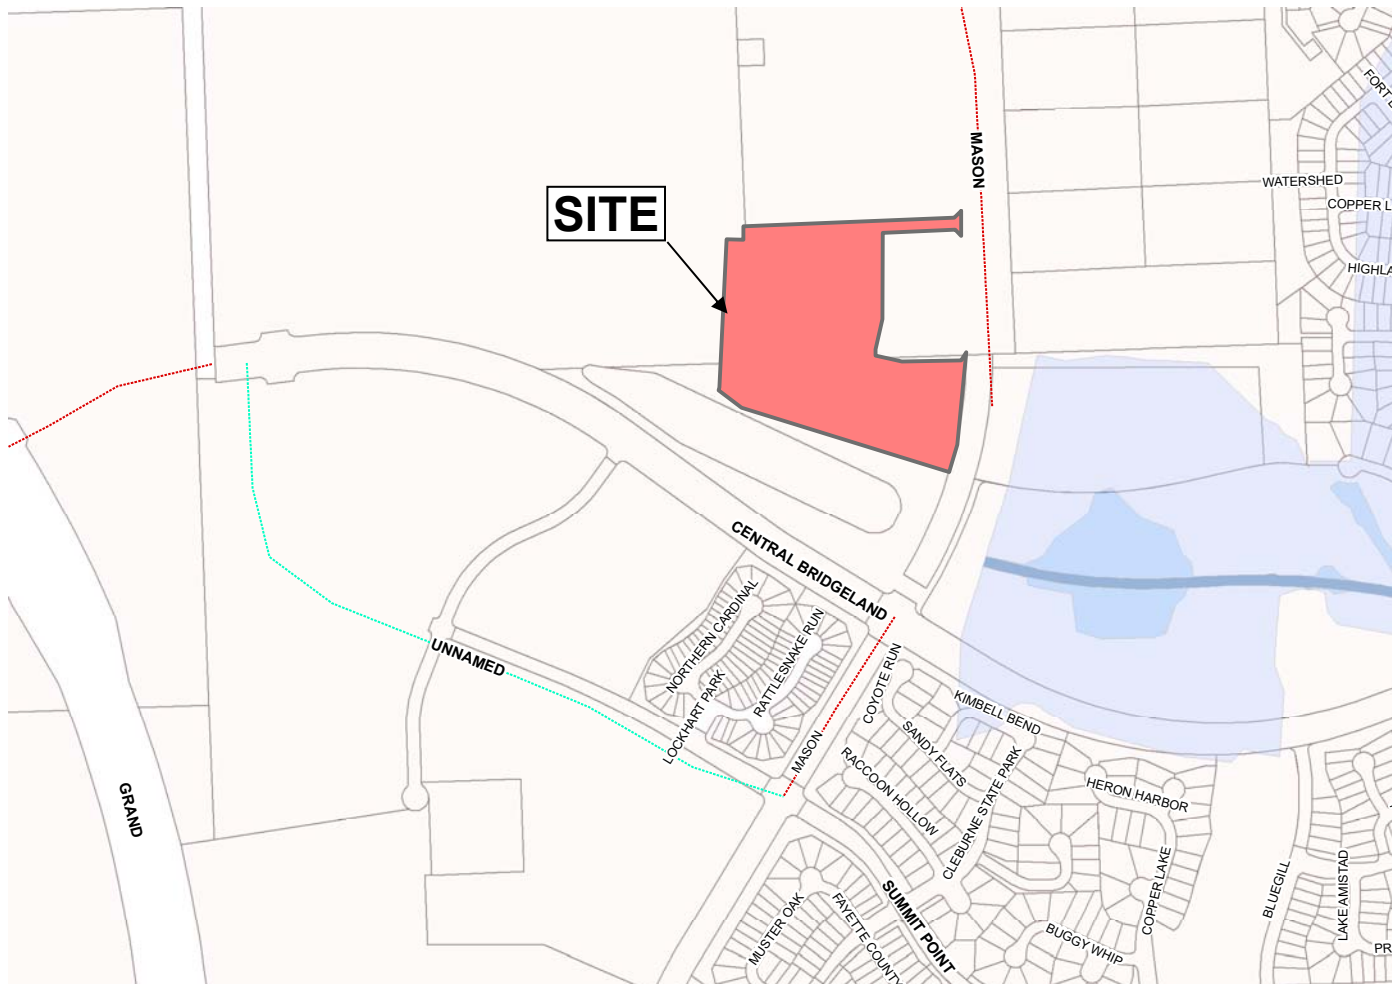 FORT
MASON
WATERSHED
COPPER L
SITE
HIGHLA
CENTRAL BRIDGELAND
NORTHERN CARDINAL
RATTLESNAKE RUN
UNNAMED
LOCKHART PARK
COYOTE RUN
KIMBELL BEND
SANDY FLATS
MASON
RACCOON HOLLOW
CLEBURNE STATE PARK
HERON HARBOR
GRAND
COPPER LAKE
BLUEGILL
LAKE AMISTAD
SUMMIT POINT
MUSTER OAK
FAYETTE COUNTY
BUGGY WHIP
PR